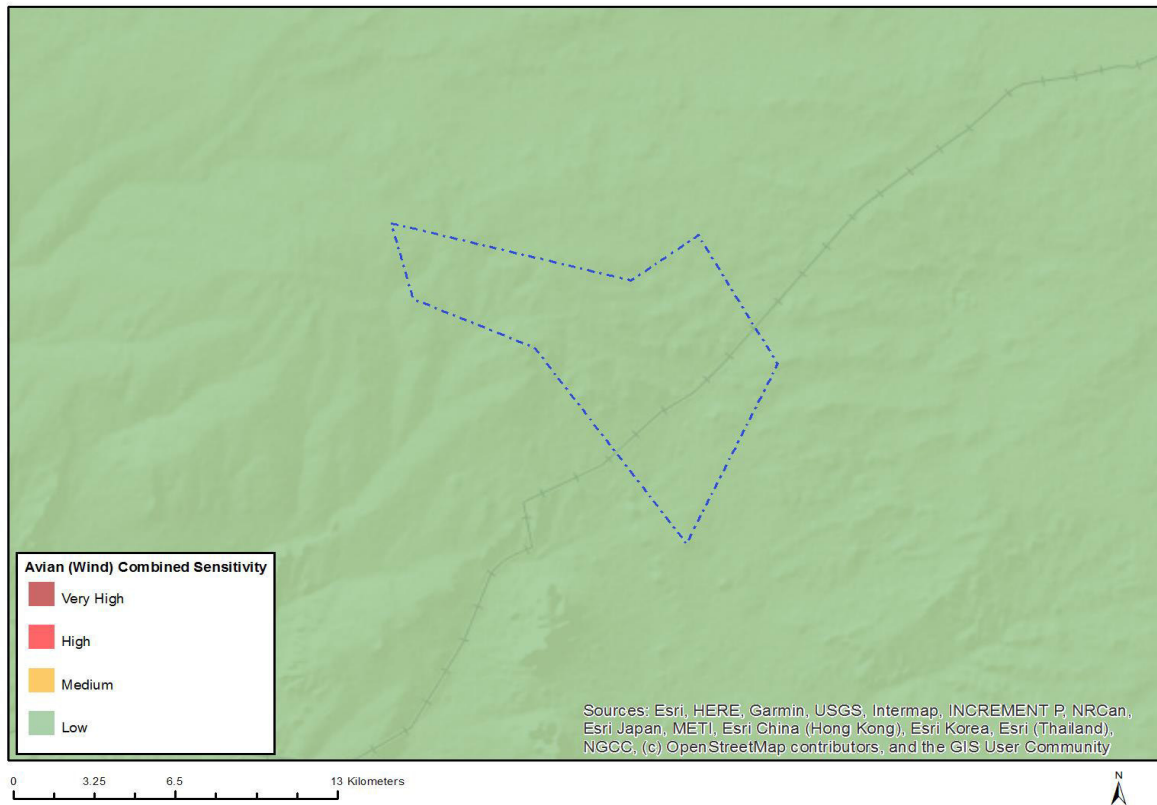 Avian (Wind) Combined Sensitivity
Very High
High
Medium
Low
Sources: Esri, HERE, Garmin, USGS, Intermap, INCREMENT P, NRCan,
Esri Japan, METI, Esri China (Hong Kong), Esri Korea, Esri (Thailand),
NGCC, (c) OpenStreetMap contributors, and the GIS User Community
0 3.25 6.5 13 Kilometers
N